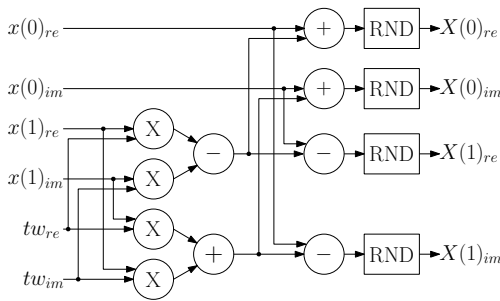 x(0)re + RND X(0)re
x(0)im + RND X(0)im
x(1)re X − − RND X(1)re
x(1)im X
twre X + − RND X(1)im
twim X